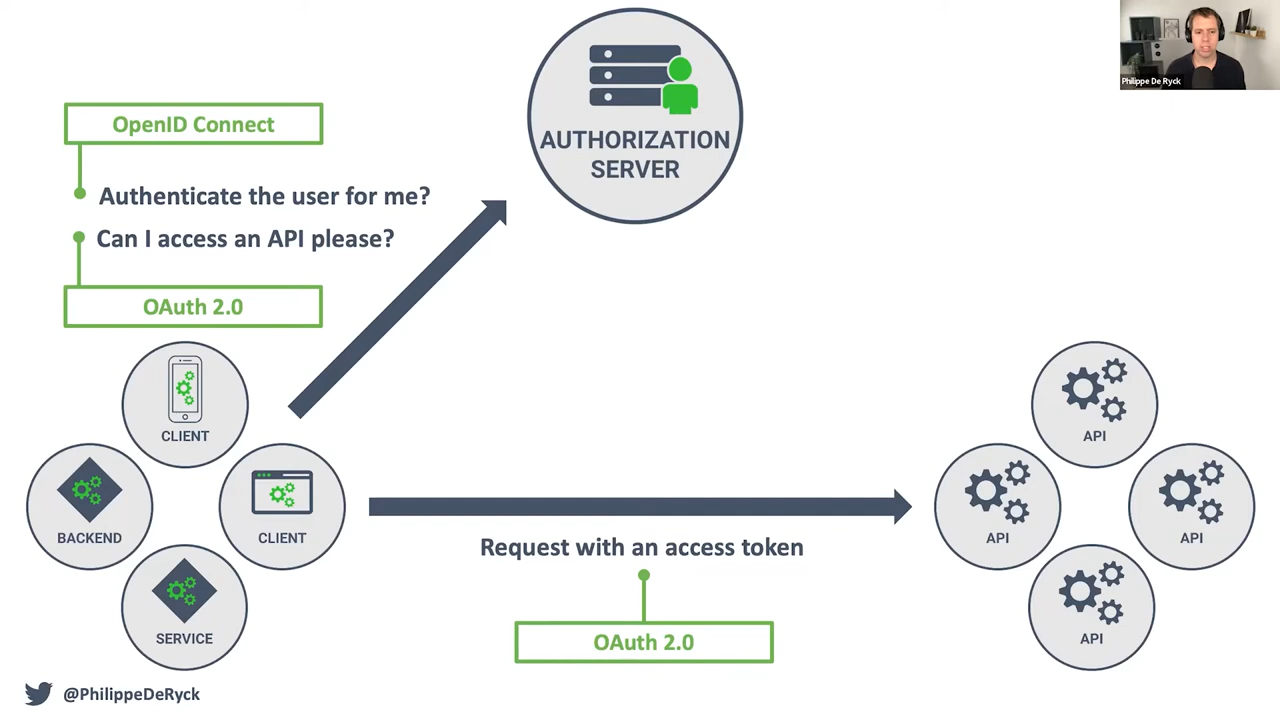 Philippe De Ryck
AUTHORIZATION
SERVER
OpenID Connect
Authenticate the user for me?
Can I access an API please?
OAuth 2.0
CLIENT
BACKEND
CLIENT
SERVICE
Request with an access token
OAuth 2.0
API
API
API
API
@PhilippeDeRyck